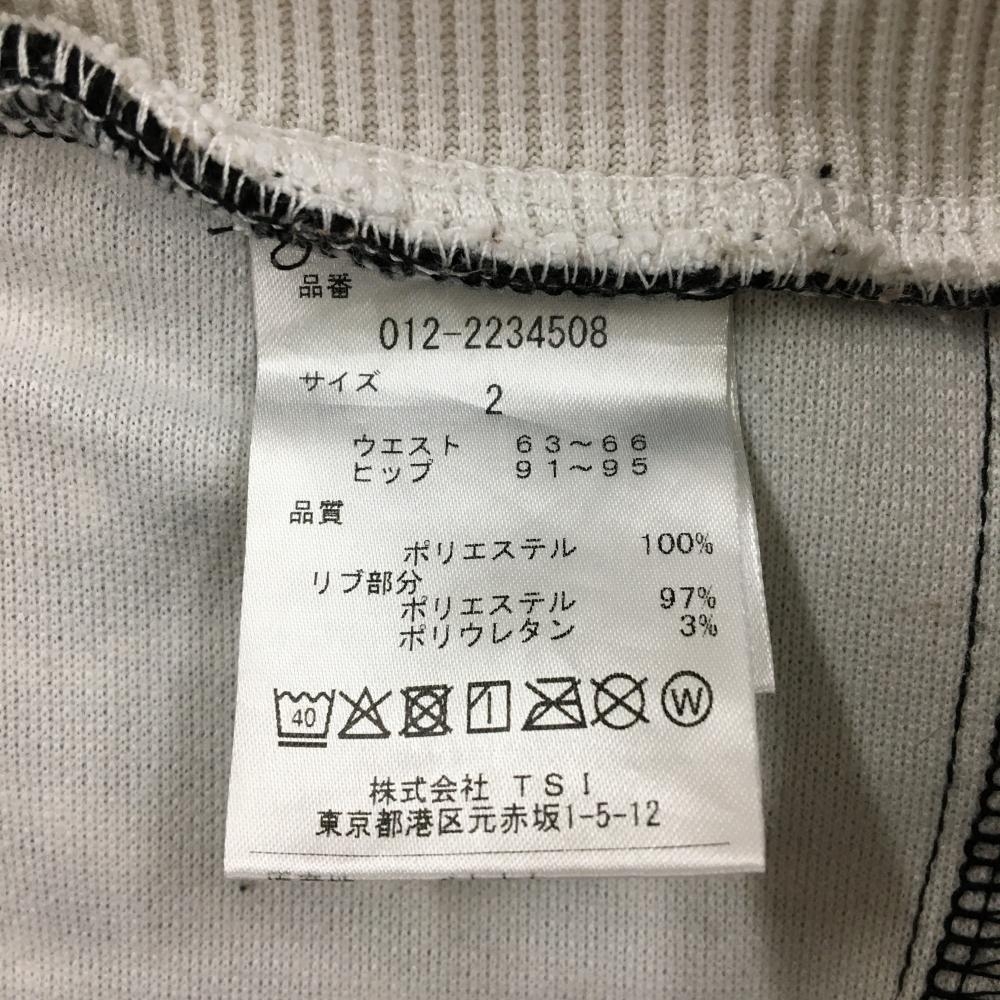 品番
012-2234508
サイズ 2
ウエスト 63～66
ヒップ 91～95
品質
ポリエステル 100%
リブ部分
ポリエステル 97%
ポリウレタン 3%
40 W
株式会社 TSI
東京都港区元赤坂1-5-12